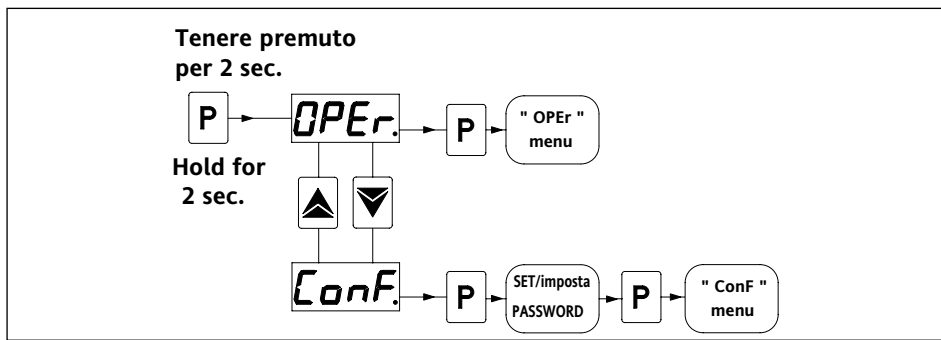 Tenere premuto
per 2 sec.
P
OPEr.
P
" OPEr "
menu
Hold for
2 sec.
ConF.
P
SET/imposta
PASSWORD
P
" ConF "
menu